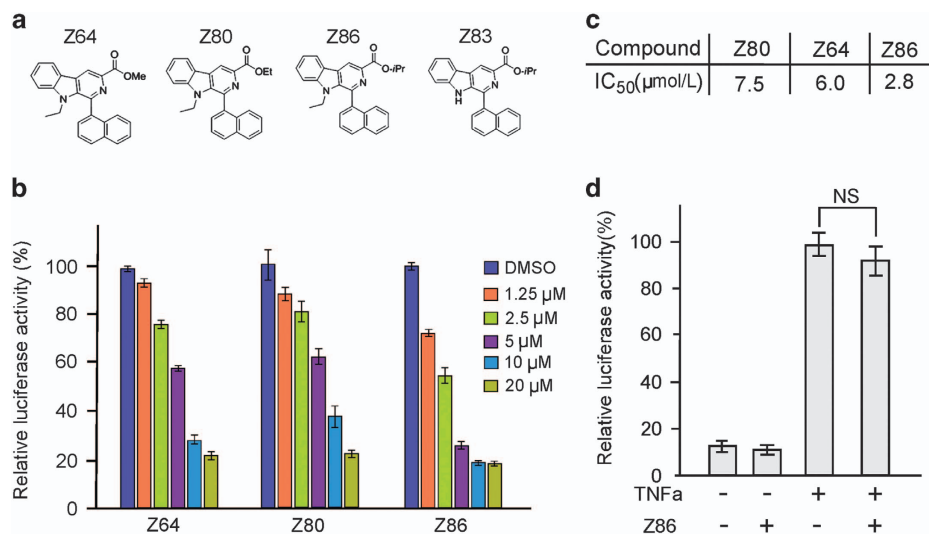 a
Z64
Z80
Z86
Z83
O
OMe
N
N
O
OEt
N
N
O
O-iPr
N
N
O
O-iPr
N
NH
b
Relative luciferase activity (%)
100
80
60
40
20
0
Z64
Z80
Z86
DMSO
1.25 µM
2.5 µM
5 µM
10 µM
20 µM
c
Compound Z80 Z64 Z86
IC50(µmol/L) 7.5 6.0 2.8
d
Relative luciferase activity(%)
100
80
60
40
20
0
NS
TNFa - - + +
Z86 - + - +